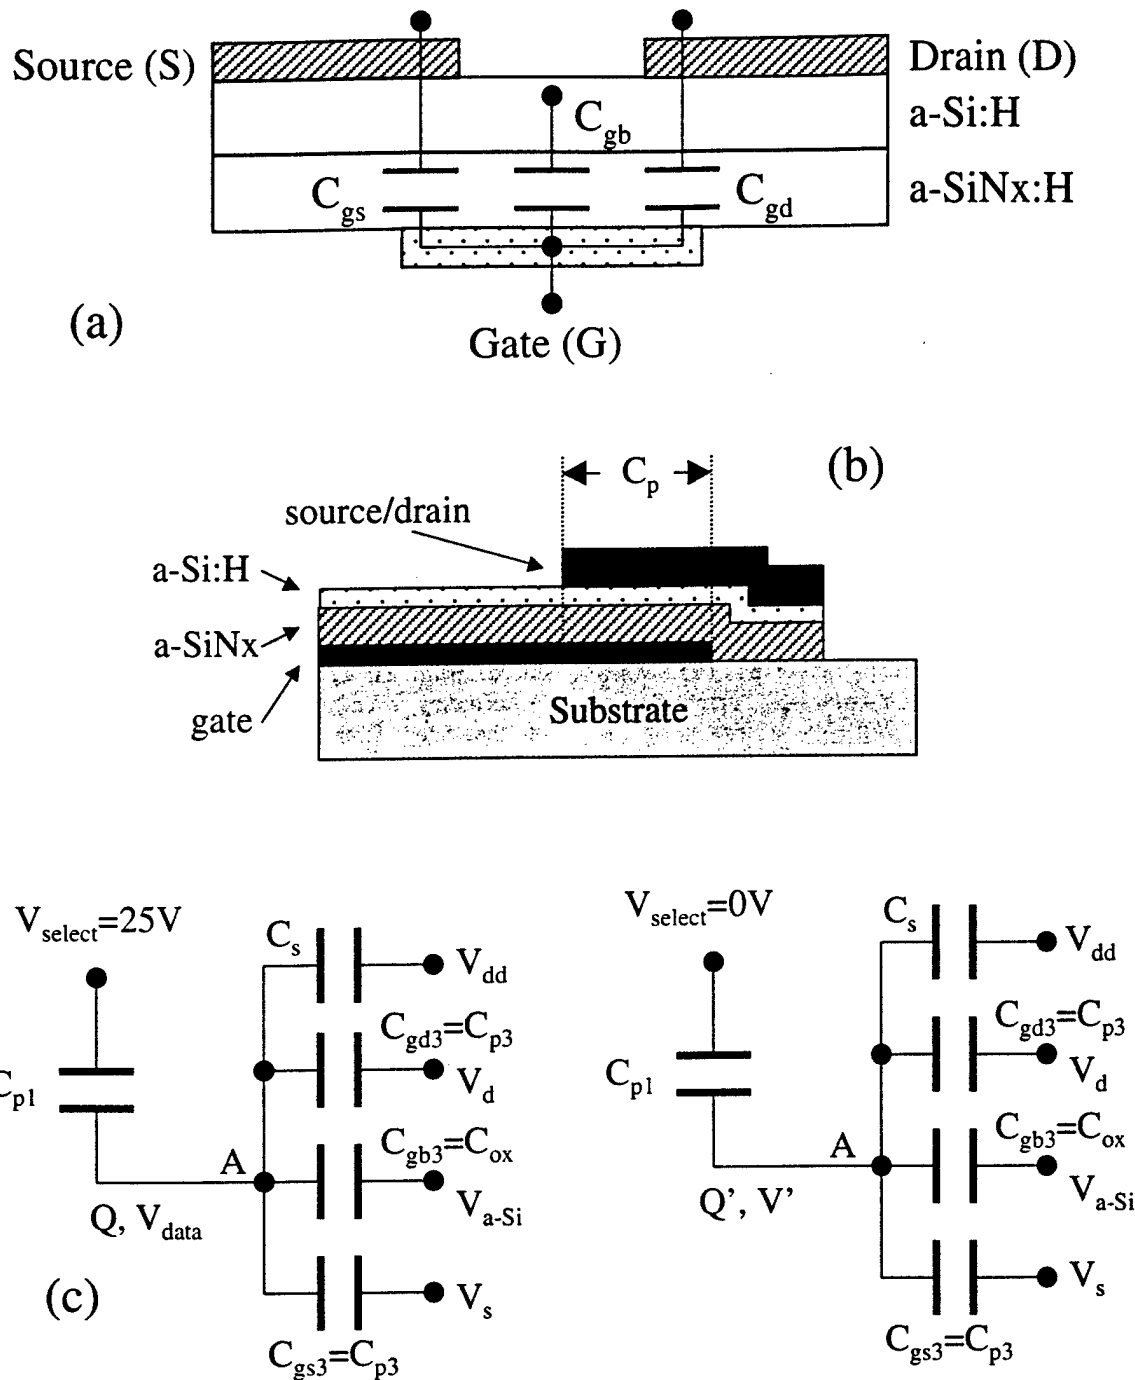 Source (S)
Drain (D)
a-Si:H
C_gb
a-SiNx:H
C_gs
C_gd
(a)
Gate (G)
(b)
C_p
source/drain
a-Si:H
a-SiNx
gate
Substrate
V_select=25V
C_s
V_dd
C_gd3=C_p3
V_d
C_p1
C_gb3=C_ox
A
V_a-Si
Q, V_data
V_s
C_gs3=C_p3
(c)
V_select=0V
C_s
V_dd
C_gd3=C_p3
V_d
C_p1
C_gb3=C_ox
A
V_a-Si
Q', V'
V_s
C_gs3=C_p3